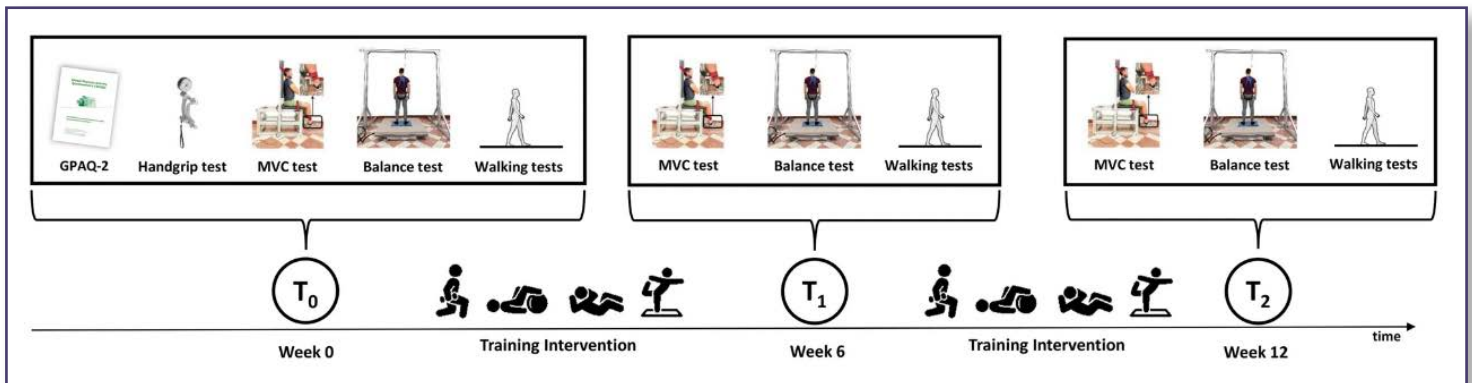 GPAQ-2
Handgrip test
MVC test
Balance test
Walking tests
MVC test
Balance test
Walking tests
MVC test
Balance test
Walking tests
T0
T1
T2
time
Week 0
Training Intervention
Week 6
Training Intervention
Week 12